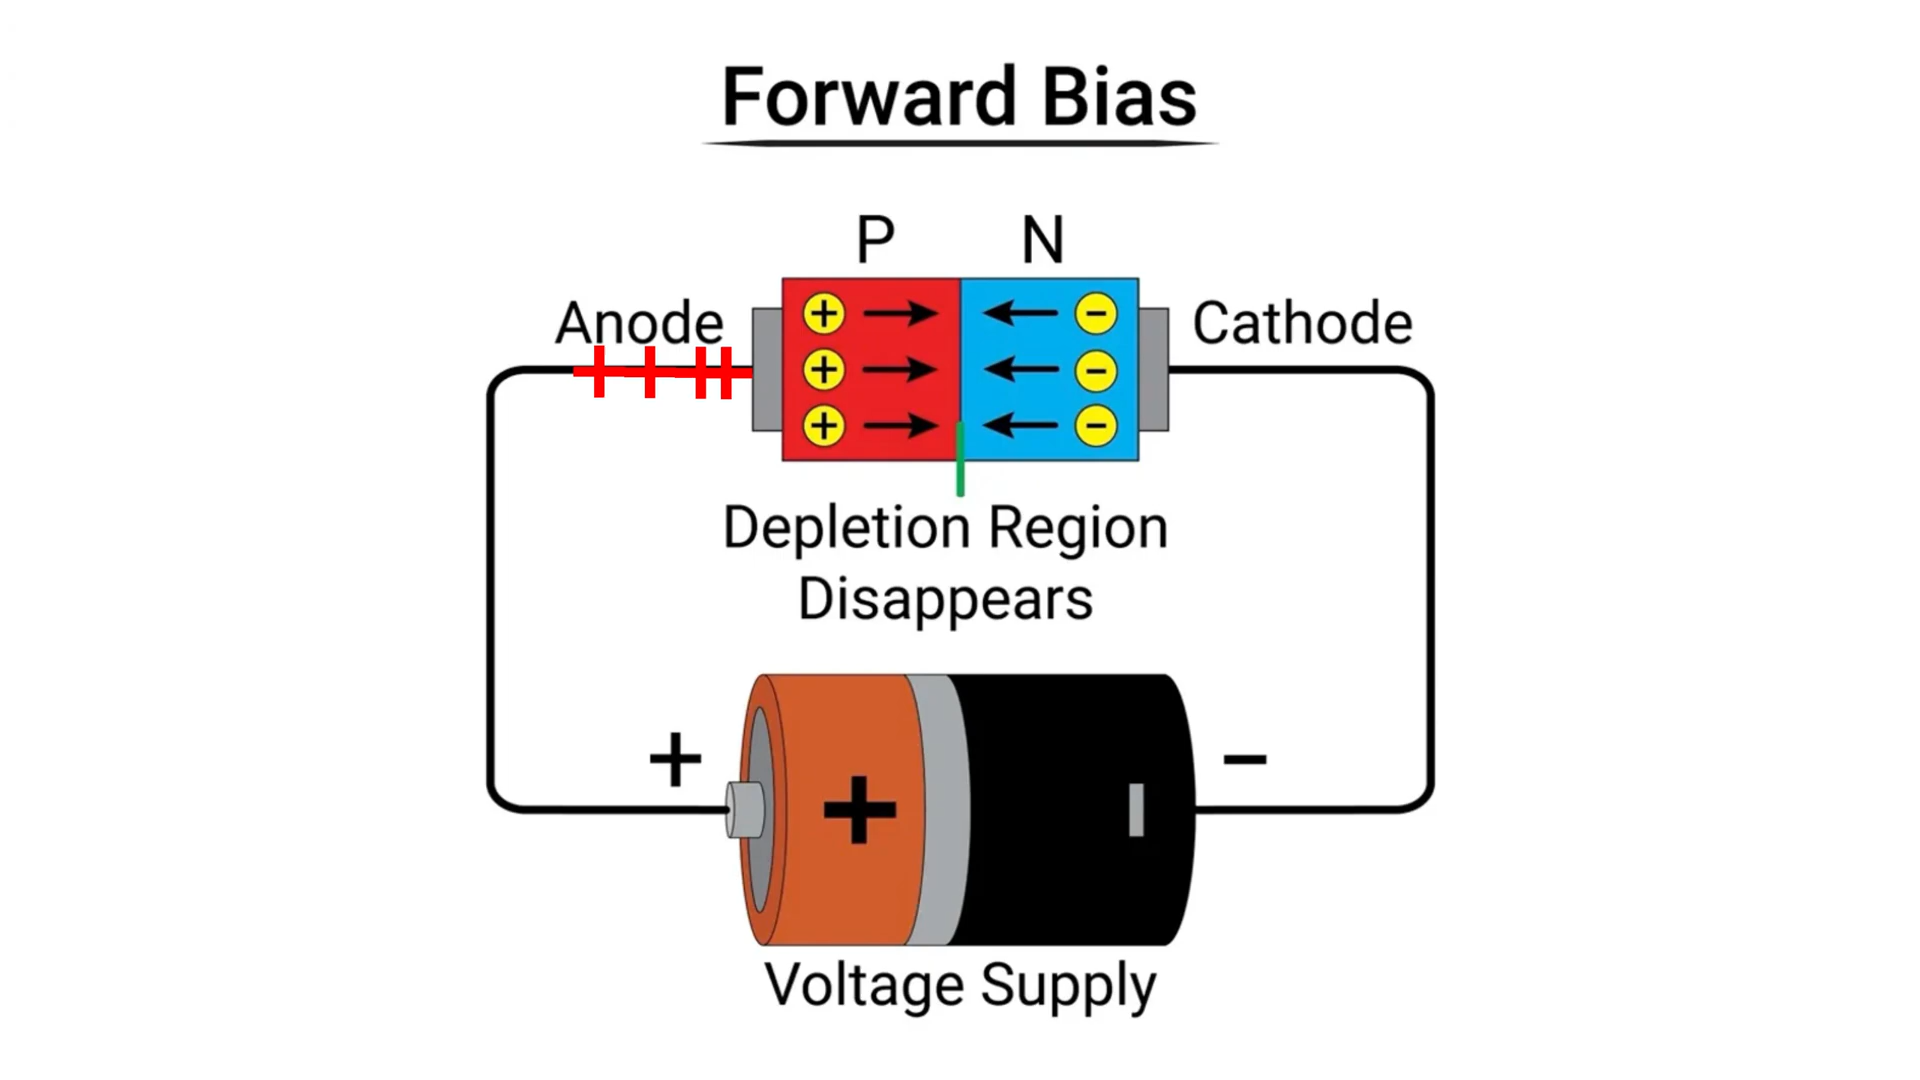 Forward Bias
P N
Anode
Cathode
+ → ← −
+ → ← −
+ → ← −
Depletion Region
Disappears
+ −
+ −
Voltage Supply